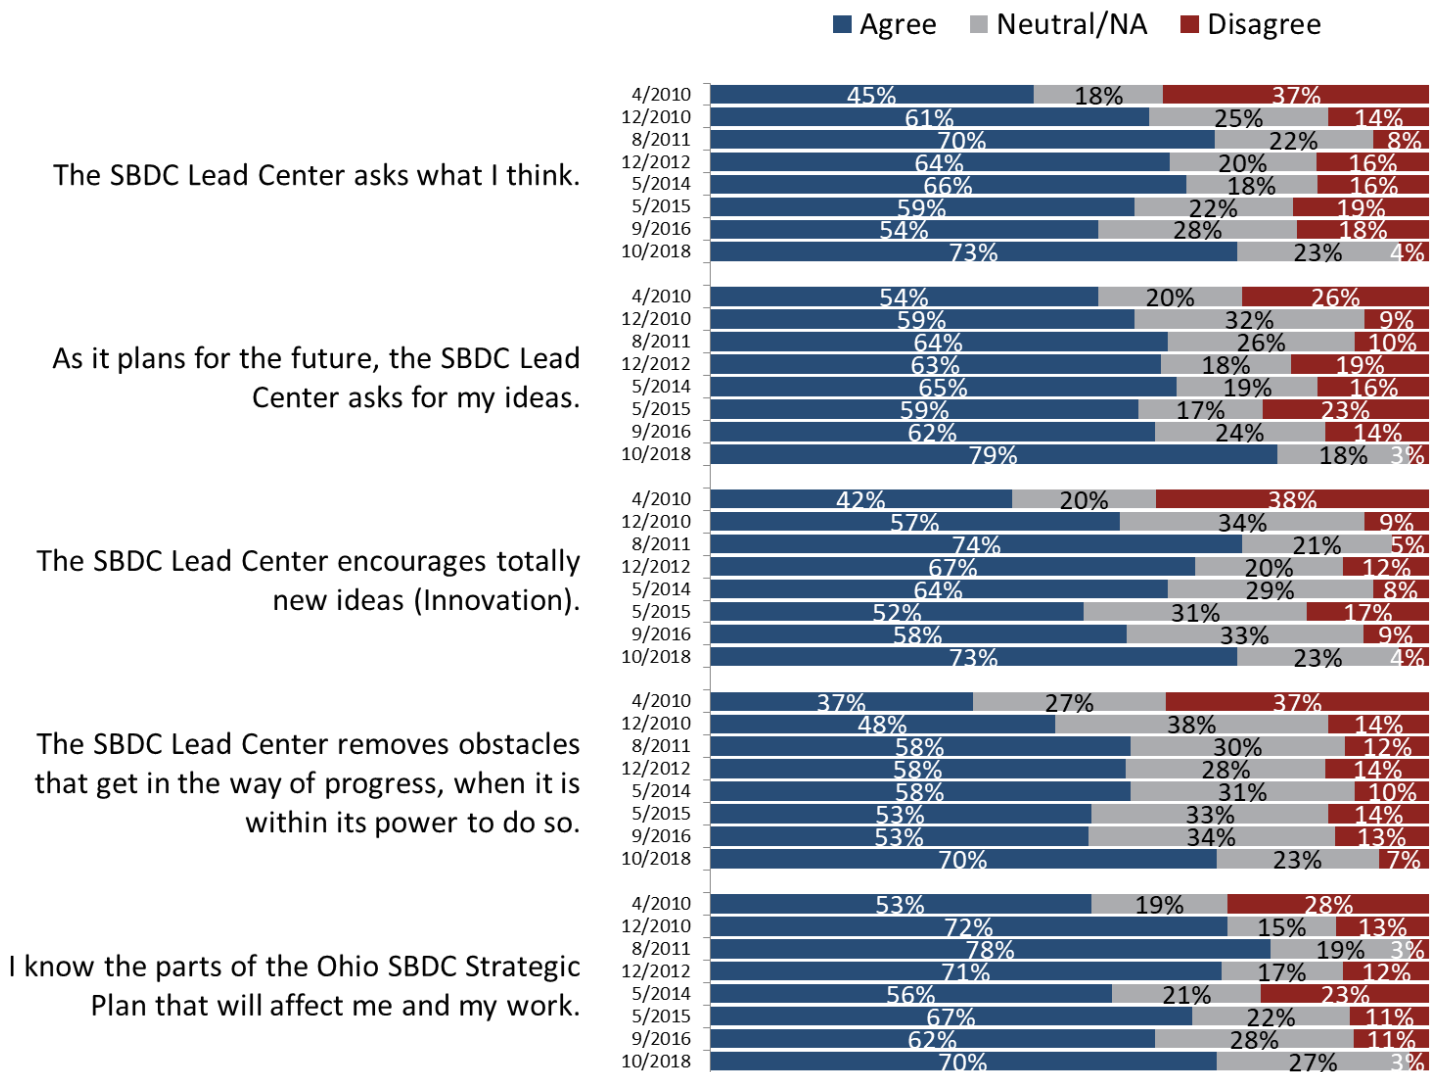 Agree Neutral/NA Disagree
The SBDC Lead Center asks what I think.
4/2010 45% 18% 37%
12/2010 61% 25% 14%
8/2011 70% 22% 8%
12/2012 64% 20% 16%
5/2014 66% 18% 16%
5/2015 59% 22% 19%
9/2016 54% 28% 18%
10/2018 73% 23% 4%
As it plans for the future, the SBDC Lead
Center asks for my ideas.
4/2010 54% 20% 26%
12/2010 59% 32% 9%
8/2011 64% 26% 10%
12/2012 63% 18% 19%
5/2014 65% 19% 16%
5/2015 59% 17% 23%
9/2016 62% 24% 14%
10/2018 79% 18% 3%
The SBDC Lead Center encourages totally
new ideas (Innovation).
4/2010 42% 20% 38%
12/2010 57% 34% 9%
8/2011 74% 21% 5%
12/2012 67% 20% 12%
5/2014 64% 29% 8%
5/2015 52% 31% 17%
9/2016 58% 33% 9%
10/2018 73% 23% 4%
The SBDC Lead Center removes obstacles
that get in the way of progress, when it is
within its power to do so.
4/2010 37% 27% 37%
12/2010 48% 38% 14%
8/2011 58% 30% 12%
12/2012 58% 28% 14%
5/2014 58% 31% 10%
5/2015 53% 33% 14%
9/2016 53% 34% 13%
10/2018 70% 23% 7%
I know the parts of the Ohio SBDC Strategic
Plan that will affect me and my work.
4/2010 53% 19% 28%
12/2010 72% 15% 13%
8/2011 78% 19% 3%
12/2012 71% 17% 12%
5/2014 56% 21% 23%
5/2015 67% 22% 11%
9/2016 62% 28% 11%
10/2018 70% 27% 3%